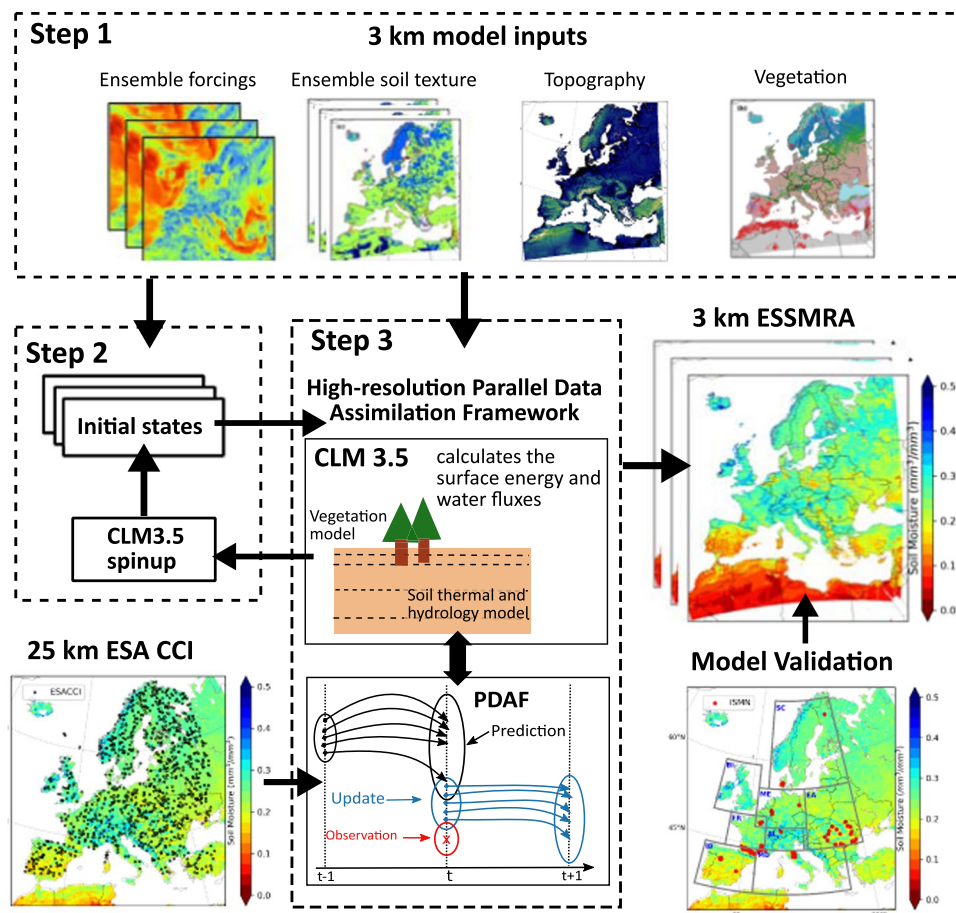 Step 1
3 km model inputs
Ensemble forcings
Ensemble soil texture
Topography
Vegetation
Step 2
Initial states
CLM3.5
spinup
Step 3
High-resolution Parallel Data
Assimilation Framework
CLM 3.5
calculates the
surface energy and
water fluxes
Vegetation
model
Soil thermal and
hydrology model
PDAF
Prediction
Update
Observation
t-1
t
t+1
3 km ESSMRA
0.5
0.4
0.3
0.2
0.1
0.0
Soil Moisture (mm³/mm³)
25 km ESA CCI
ESACCI
0.5
0.4
0.3
0.2
0.1
0.0
Soil Moisture (mm³/mm³)
Model Validation
ISMN
60°N
45°N
SC
ME
EA
FR
0.5
0.4
0.3
0.2
0.1
0.0
Soil Moisture (mm³/mm³)